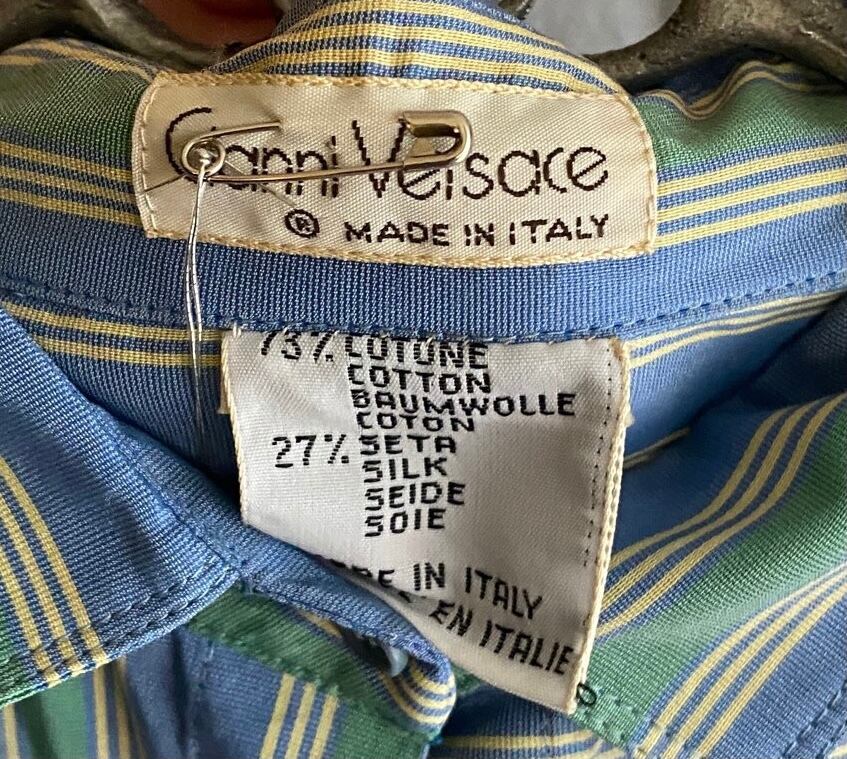 Gianni Versace
® MADE IN ITALY
73% COTONE
COTTON
BAUMWOLLE
COTON
27% SETA
SILK
SEIDE
SOIE
IN ITALY
EN ITALIE